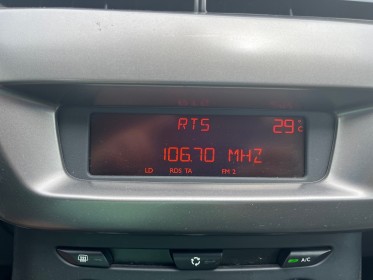 RTS 29°C
106.70 MHZ
LD RDS TA FM 2
A/C